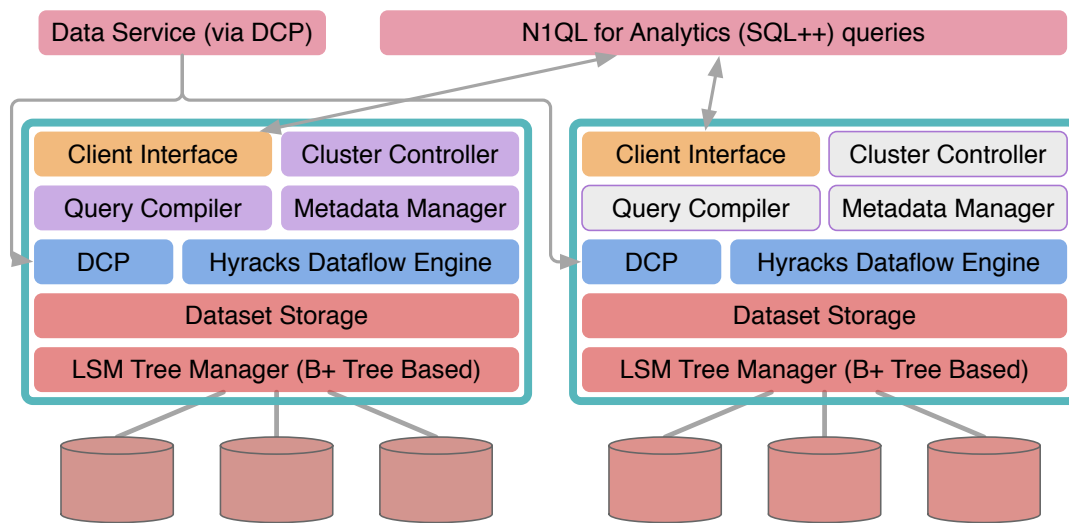 Data Service (via DCP)
N1QL for Analytics (SQL++) queries
Client Interface
Cluster Controller
Query Compiler
Metadata Manager
DCP
Hyracks Dataflow Engine
Dataset Storage
LSM Tree Manager (B+ Tree Based)
Client Interface
Cluster Controller
Query Compiler
Metadata Manager
DCP
Hyracks Dataflow Engine
Dataset Storage
LSM Tree Manager (B+ Tree Based)